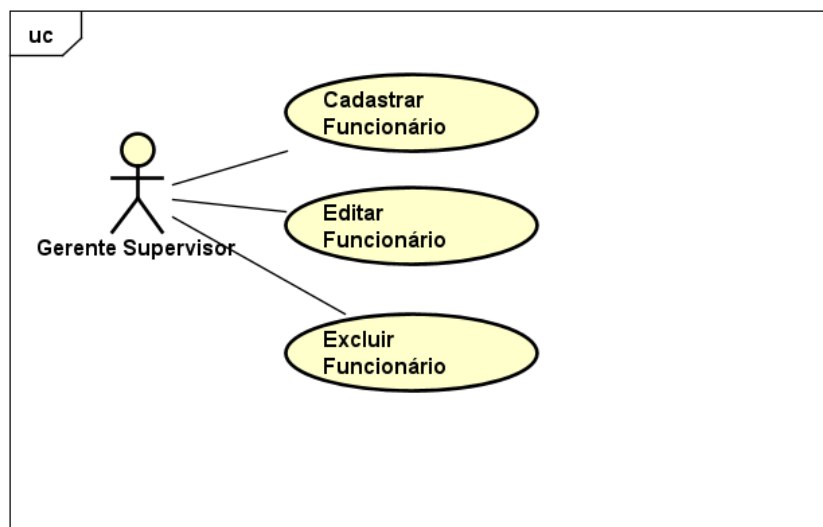 uc
Cadastrar
Funcionário
Gerente Supervisor
Editar
Funcionário
Excluir
Funcionário